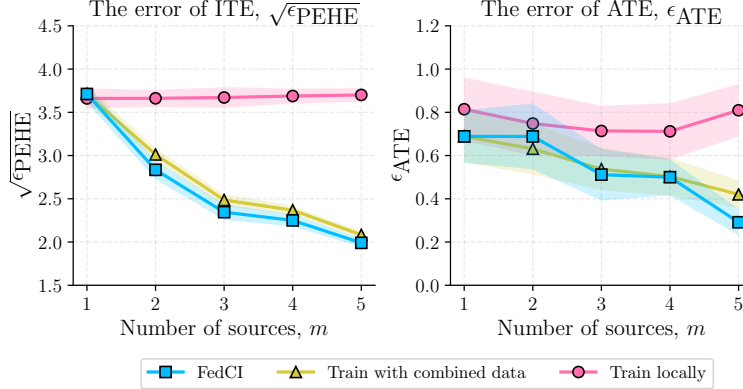 The error of ITE, √ϵPEHE
4.5
4.0
3.5
3.0
2.5
2.0
1.5
√ϵPEHE
1 2 3 4 5
Number of sources, m
The error of ATE, ϵATE
1.2
1.0
0.8
0.6
0.4
0.2
0.0
ϵATE
1 2 3 4 5
Number of sources, m
FedCI Train with combined data Train locally